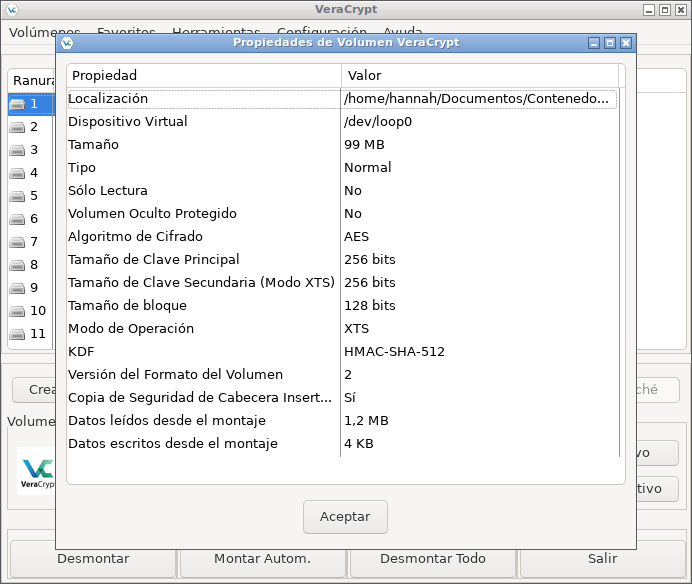 VeraCrypt
Volúmenes Favoritos Herramientas Configuración Ayuda
Propiedades de Volumen VeraCrypt
Ranura
1
2
3
4
5
6
7
8
9
10
11
Propiedad Valor
Localización /home/hannah/Documentos/Contenedo...
Dispositivo Virtual /dev/loop0
Tamaño 99 MB
Tipo Normal
Sólo Lectura No
Volumen Oculto Protegido No
Algoritmo de Cifrado AES
Tamaño de Clave Principal 256 bits
Tamaño de Clave Secundaria (Modo XTS) 256 bits
Tamaño de bloque 128 bits
Modo de Operación XTS
KDF HMAC-SHA-512
Versión del Formato del Volumen 2
Copia de Seguridad de Cabecera Insert... Sí
Datos leídos desde el montaje 1,2 MB
Datos escritos desde el montaje 4 KB
Aceptar
Crea
ché
Volume
vo
VeraCryp
tivo
Desmontar Montar Autom. Desmontar Todo Salir